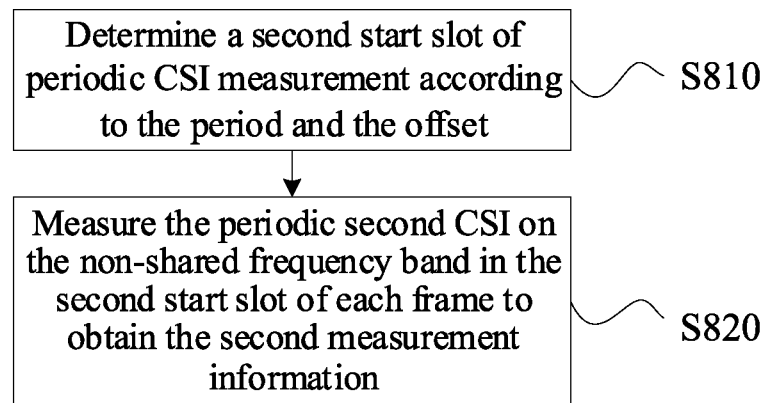 Determine a second start slot of
periodic CSI measurement according
to the period and the offset
S810
Measure the periodic second CSI on
the non-shared frequency band in the
second start slot of each frame to
obtain the second measurement
information
S820